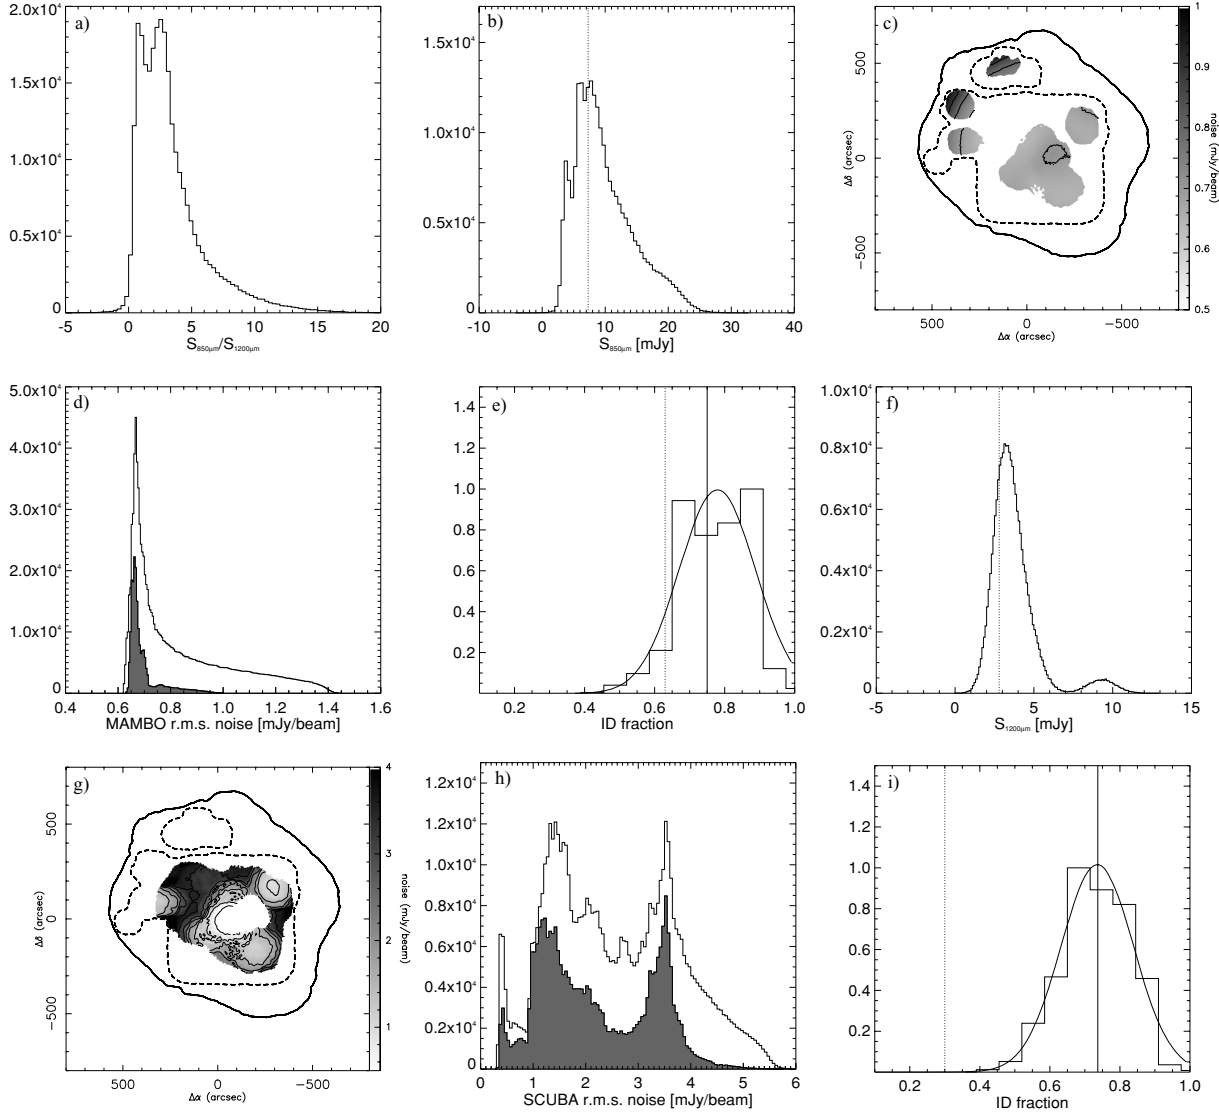 a)
2.0x10⁴
1.5x10⁴
1.0x10⁴
0.5x10⁴
0
-5 0 5 10 15 20
S850μm/S1200μm
b)
1.5x10⁴
1.0x10⁴
0.5x10⁴
0
-10 0 10 20 30 40
S850μm [mJy]
c)
500
0
-500
Δδ (arcsec)
500 0 -500
Δα (arcsec)
1
0.9
0.8
0.7
0.6
0.5
noise (mJy/beam)
d)
5.0x10⁴
4.0x10⁴
3.0x10⁴
2.0x10⁴
1.0x10⁴
0
0.4 0.6 0.8 1.0 1.2 1.4 1.6
MAMBO r.m.s. noise [mJy/beam]
e)
1.4
1.2
1.0
0.8
0.6
0.4
0.2
0.2 0.4 0.6 0.8 1.0
ID fraction
f)
1.0x10⁴
0.8x10⁴
0.6x10⁴
0.4x10⁴
0.2x10⁴
0
-5 0 5 10 15
S1200μm [mJy]
g)
500
0
-500
Δδ (arcsec)
500 0 -500
Δα (arcsec)
4
3
2
1
noise (mJy/beam)
h)
1.2x10⁴
1.2x10⁴
1.0x10⁴
0.8x10⁴
0.6x10⁴
0.4x10⁴
0.2x10⁴
0
0 1 2 3 4 5 6
SCUBA r.m.s. noise [mJy/beam]
i)
1.4
1.2
1.0
0.8
0.6
0.4
0.2
0.2 0.4 0.6 0.8 1.0
ID fraction